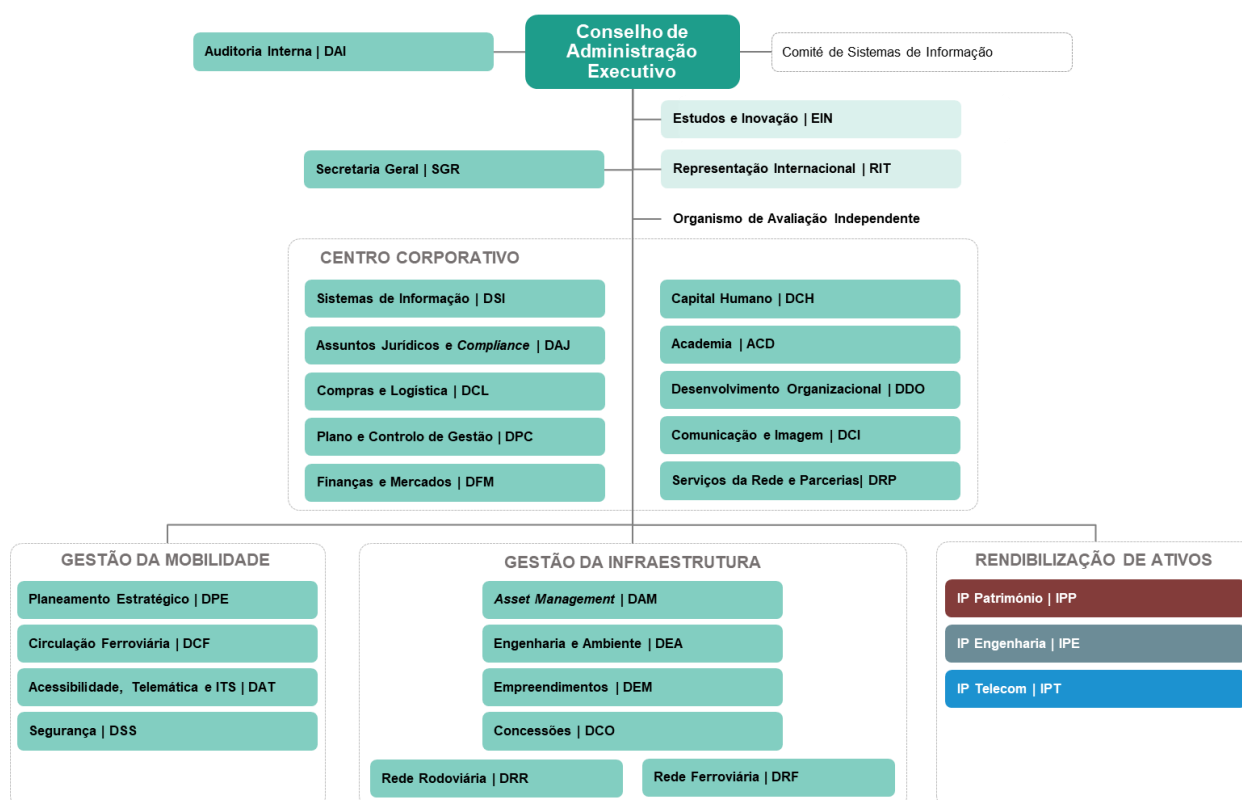 Auditoria Interna | DAI
Conselho de
Administração
Executivo
Comité de Sistemas de Informação
Estudos e Inovação | EIN
Secretaria Geral | SGR
Representação Internacional | RIT
Organismo de Avaliação Independente
CENTRO CORPORATIVO
Sistemas de Informação | DSI
Assuntos Jurídicos e Compliance | DAJ
Compras e Logística | DCL
Plano e Controlo de Gestão | DPC
Finanças e Mercados | DFM
Capital Humano | DCH
Academia | ACD
Desenvolvimento Organizacional | DDO
Comunicação e Imagem | DCI
Serviços da Rede e Parcerias| DRP
GESTÃO DA MOBILIDADE
Planeamento Estratégico | DPE
Circulação Ferroviária | DCF
Acessibilidade, Telemática e ITS | DAT
Segurança | DSS
GESTÃO DA INFRAESTRUTURA
Asset Management | DAM
Engenharia e Ambiente | DEA
Empreendimentos | DEM
Concessões | DCO
Rede Rodoviária | DRR
Rede Ferroviária | DRF
RENDIBILIZAÇÃO DE ATIVOS
IP Património | IPP
IP Engenharia | IPE
IP Telecom | IPT